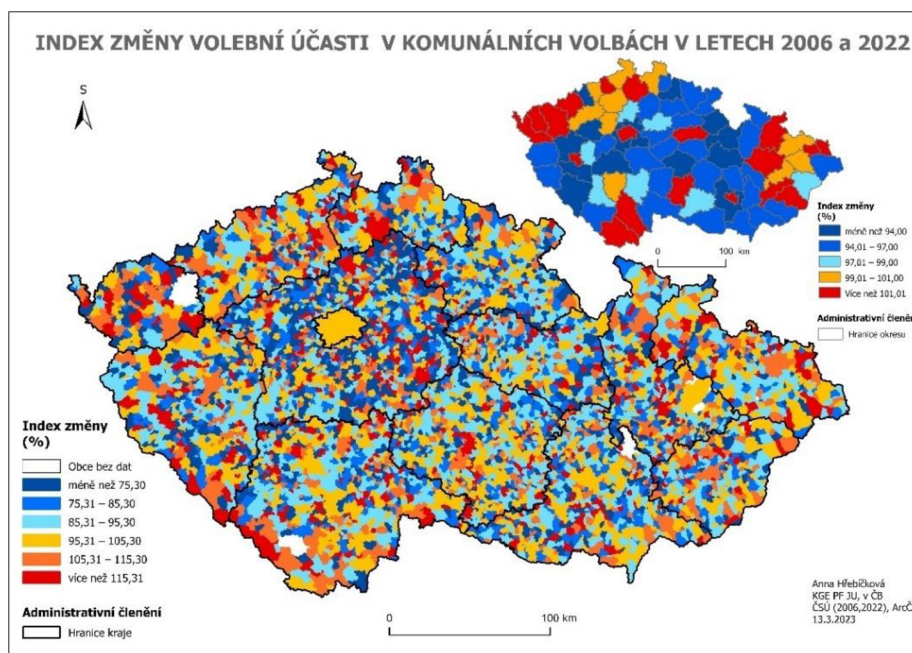 INDEX ZMĚNY VOLEBNÍ ÚČASTI V KOMUNÁLNÍCH VOLBÁCH V LETECH 2006 a 2022
S
Index změny
(%)
méně než 94,00
94,01 – 97,00
97,01 – 99,00
99,01 – 101,00
Více než 101,01
Administrativní členěn
Hranice okresu
0 100 km
Index změny
(%)
Obce bez dat
méně než 75,30
75,31 – 85,30
85,31 – 95,30
95,31 – 105,30
105,31 – 115,30
více než 115,31
Administrativní členění
Hranice kraje
0 100 km
Anna Hřebíčková
KGE PF JU, v ČB
ČSÚ (2006,2022), ArcČ
13.3.2023